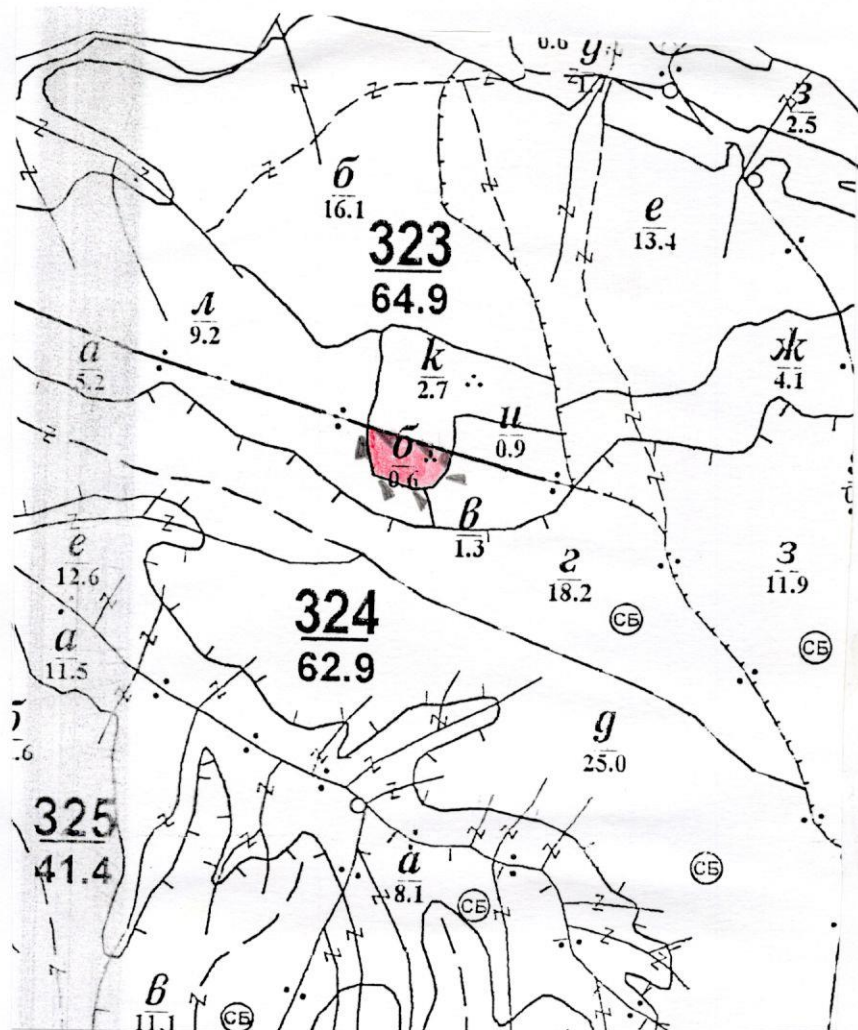 0.6
у
з
2.5
б
16.1
е
13.4
323
64.9
л
9.2
а
5.2
к
2.7
ж
4.1
и
0.9
б
0.6
в
1.3
е
12.6
г
18.2
з
11.9
324
62.9
СБ
СБ
а
11.5
б
.6
д
25.0
325
41.4
а
8.1
СБ
СБ
в
11.1
СБ